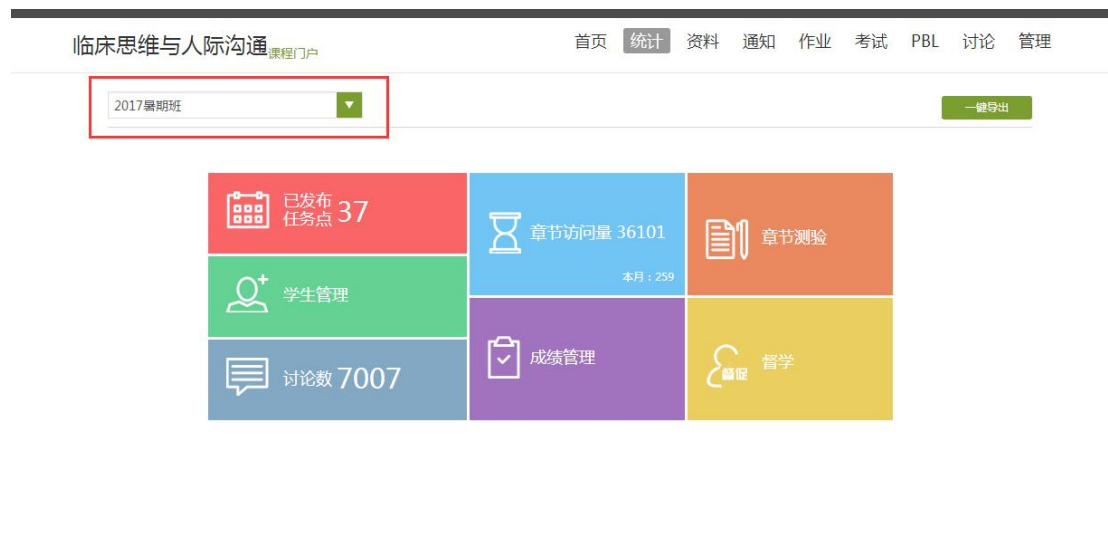 临床思维与人际沟通课程门户
首页 统计 资料 通知 作业 考试 PBL 讨论 管理
2017暑期班
一键导出
已发布
任务点 37
章节访问量 36101
本月：259
章节测验
学生管理
讨论数 7007
成绩管理
督促
督学